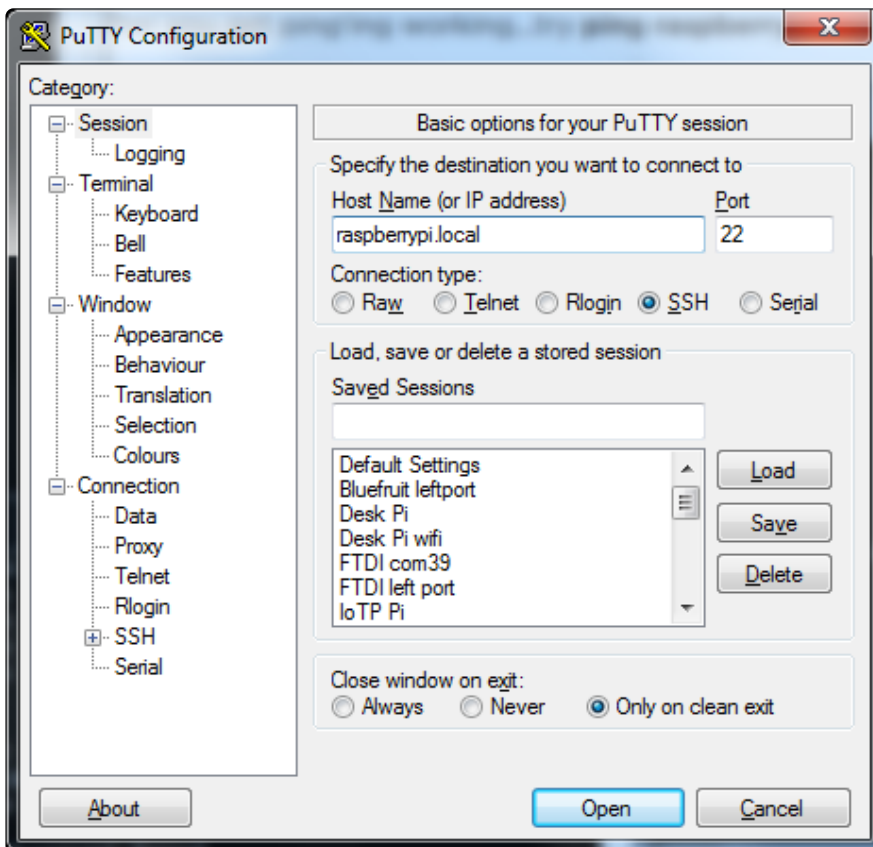 PuTTY Configuration
Category:
Session
Logging
Terminal
Keyboard
Bell
Features
Window
Appearance
Behaviour
Translation
Selection
Colours
Connection
Data
Proxy
Telnet
Rlogin
SSH
Serial
Basic options for your PuTTY session
Specify the destination you want to connect to
Host Name (or IP address) Port
raspberrypi.local 22
Connection type:
Raw Telnet Rlogin SSH Serial
Load, save or delete a stored session
Saved Sessions
Default Settings
Bluefruit leftport
Desk Pi
Desk Pi wifi
FTDI com39
FTDI left port
IoTP Pi
Load
Save
Delete
Close window on exit:
Always Never Only on clean exit
About Open Cancel